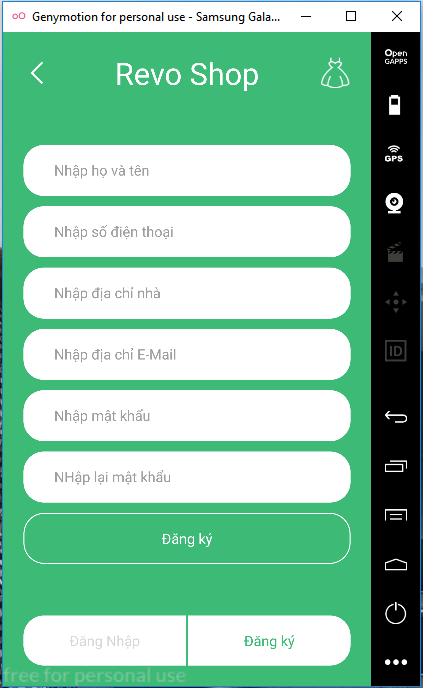 Genymotion for personal use - Samsung Gala...
Open
GAPPS
Revo Shop
GPS
Nhập họ và tên
Nhập số điện thoại
Nhập địa chỉ nhà
ID
Nhập địa chỉ E-Mail
Nhập mật khẩu
NHập lại mật khẩu
Đăng ký
Đăng Nhập
Đăng ký
free for personal use